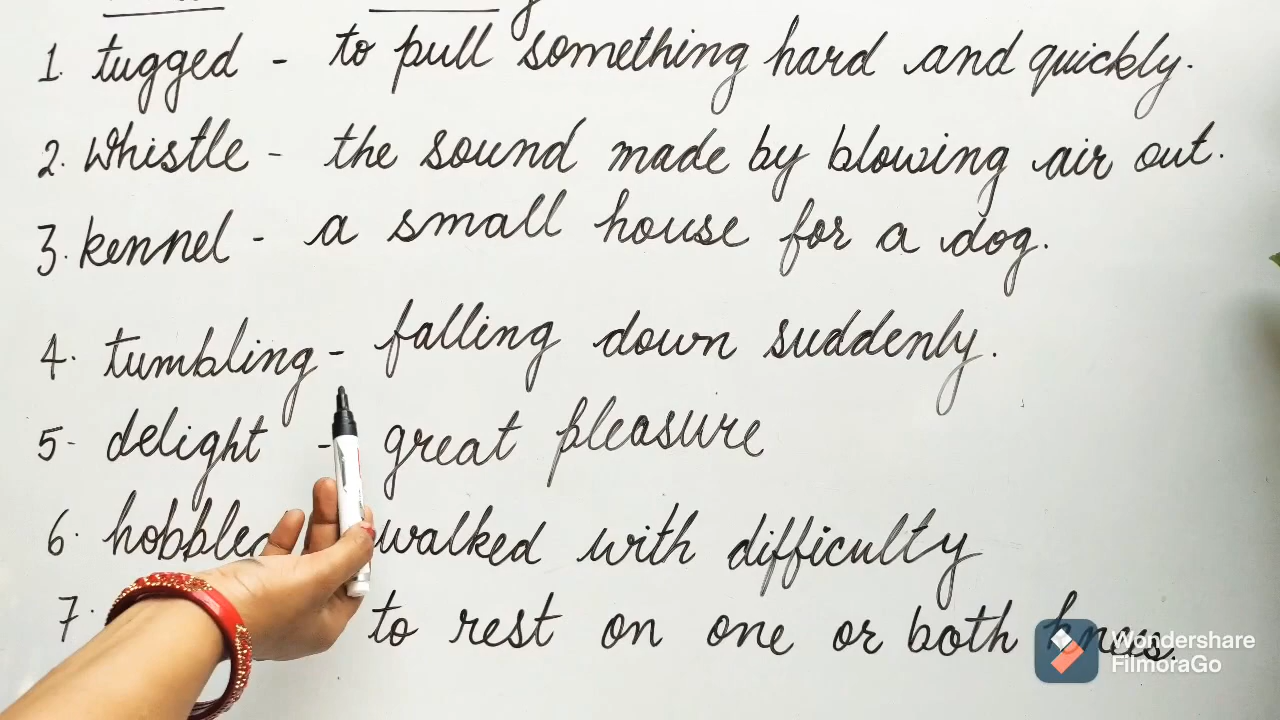 1. tugged - to pull something hard and quickly.
2. Whistle - the sound made by blowing air out.
3. kennel - a small house for a dog.
4. tumbling - falling down suddenly.
5- delight - great pleasure
6. hobbled walked with difficulty
7. to rest on one or both knees
Wondershare
FilmoraGo